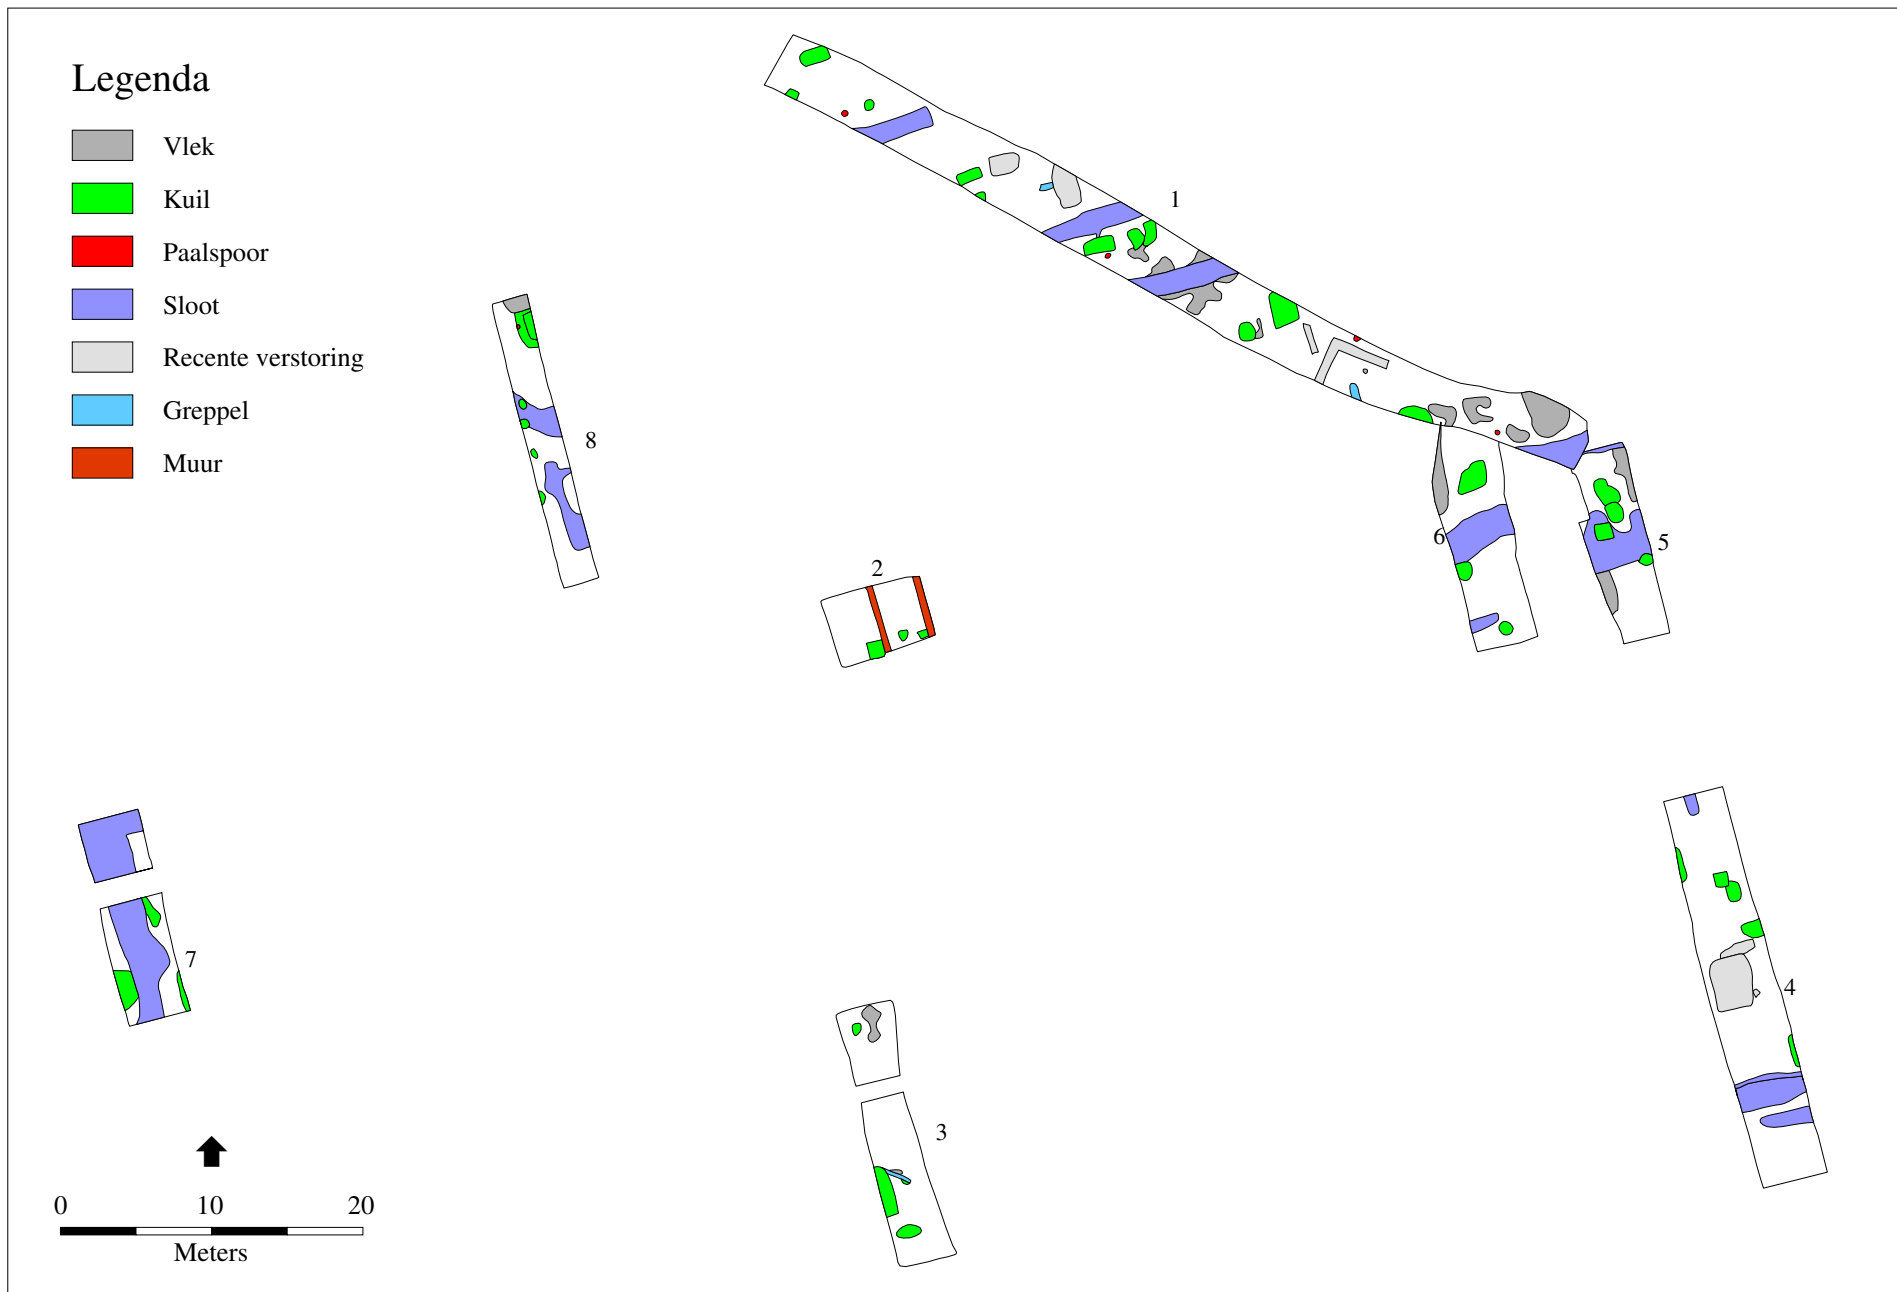 Legenda
Vlek
Kuil
Paalspoor
Sloot
Recente verstoring
Greppel
Muur
1
8
2
6
5
7
4
3
0 10 20
Meters